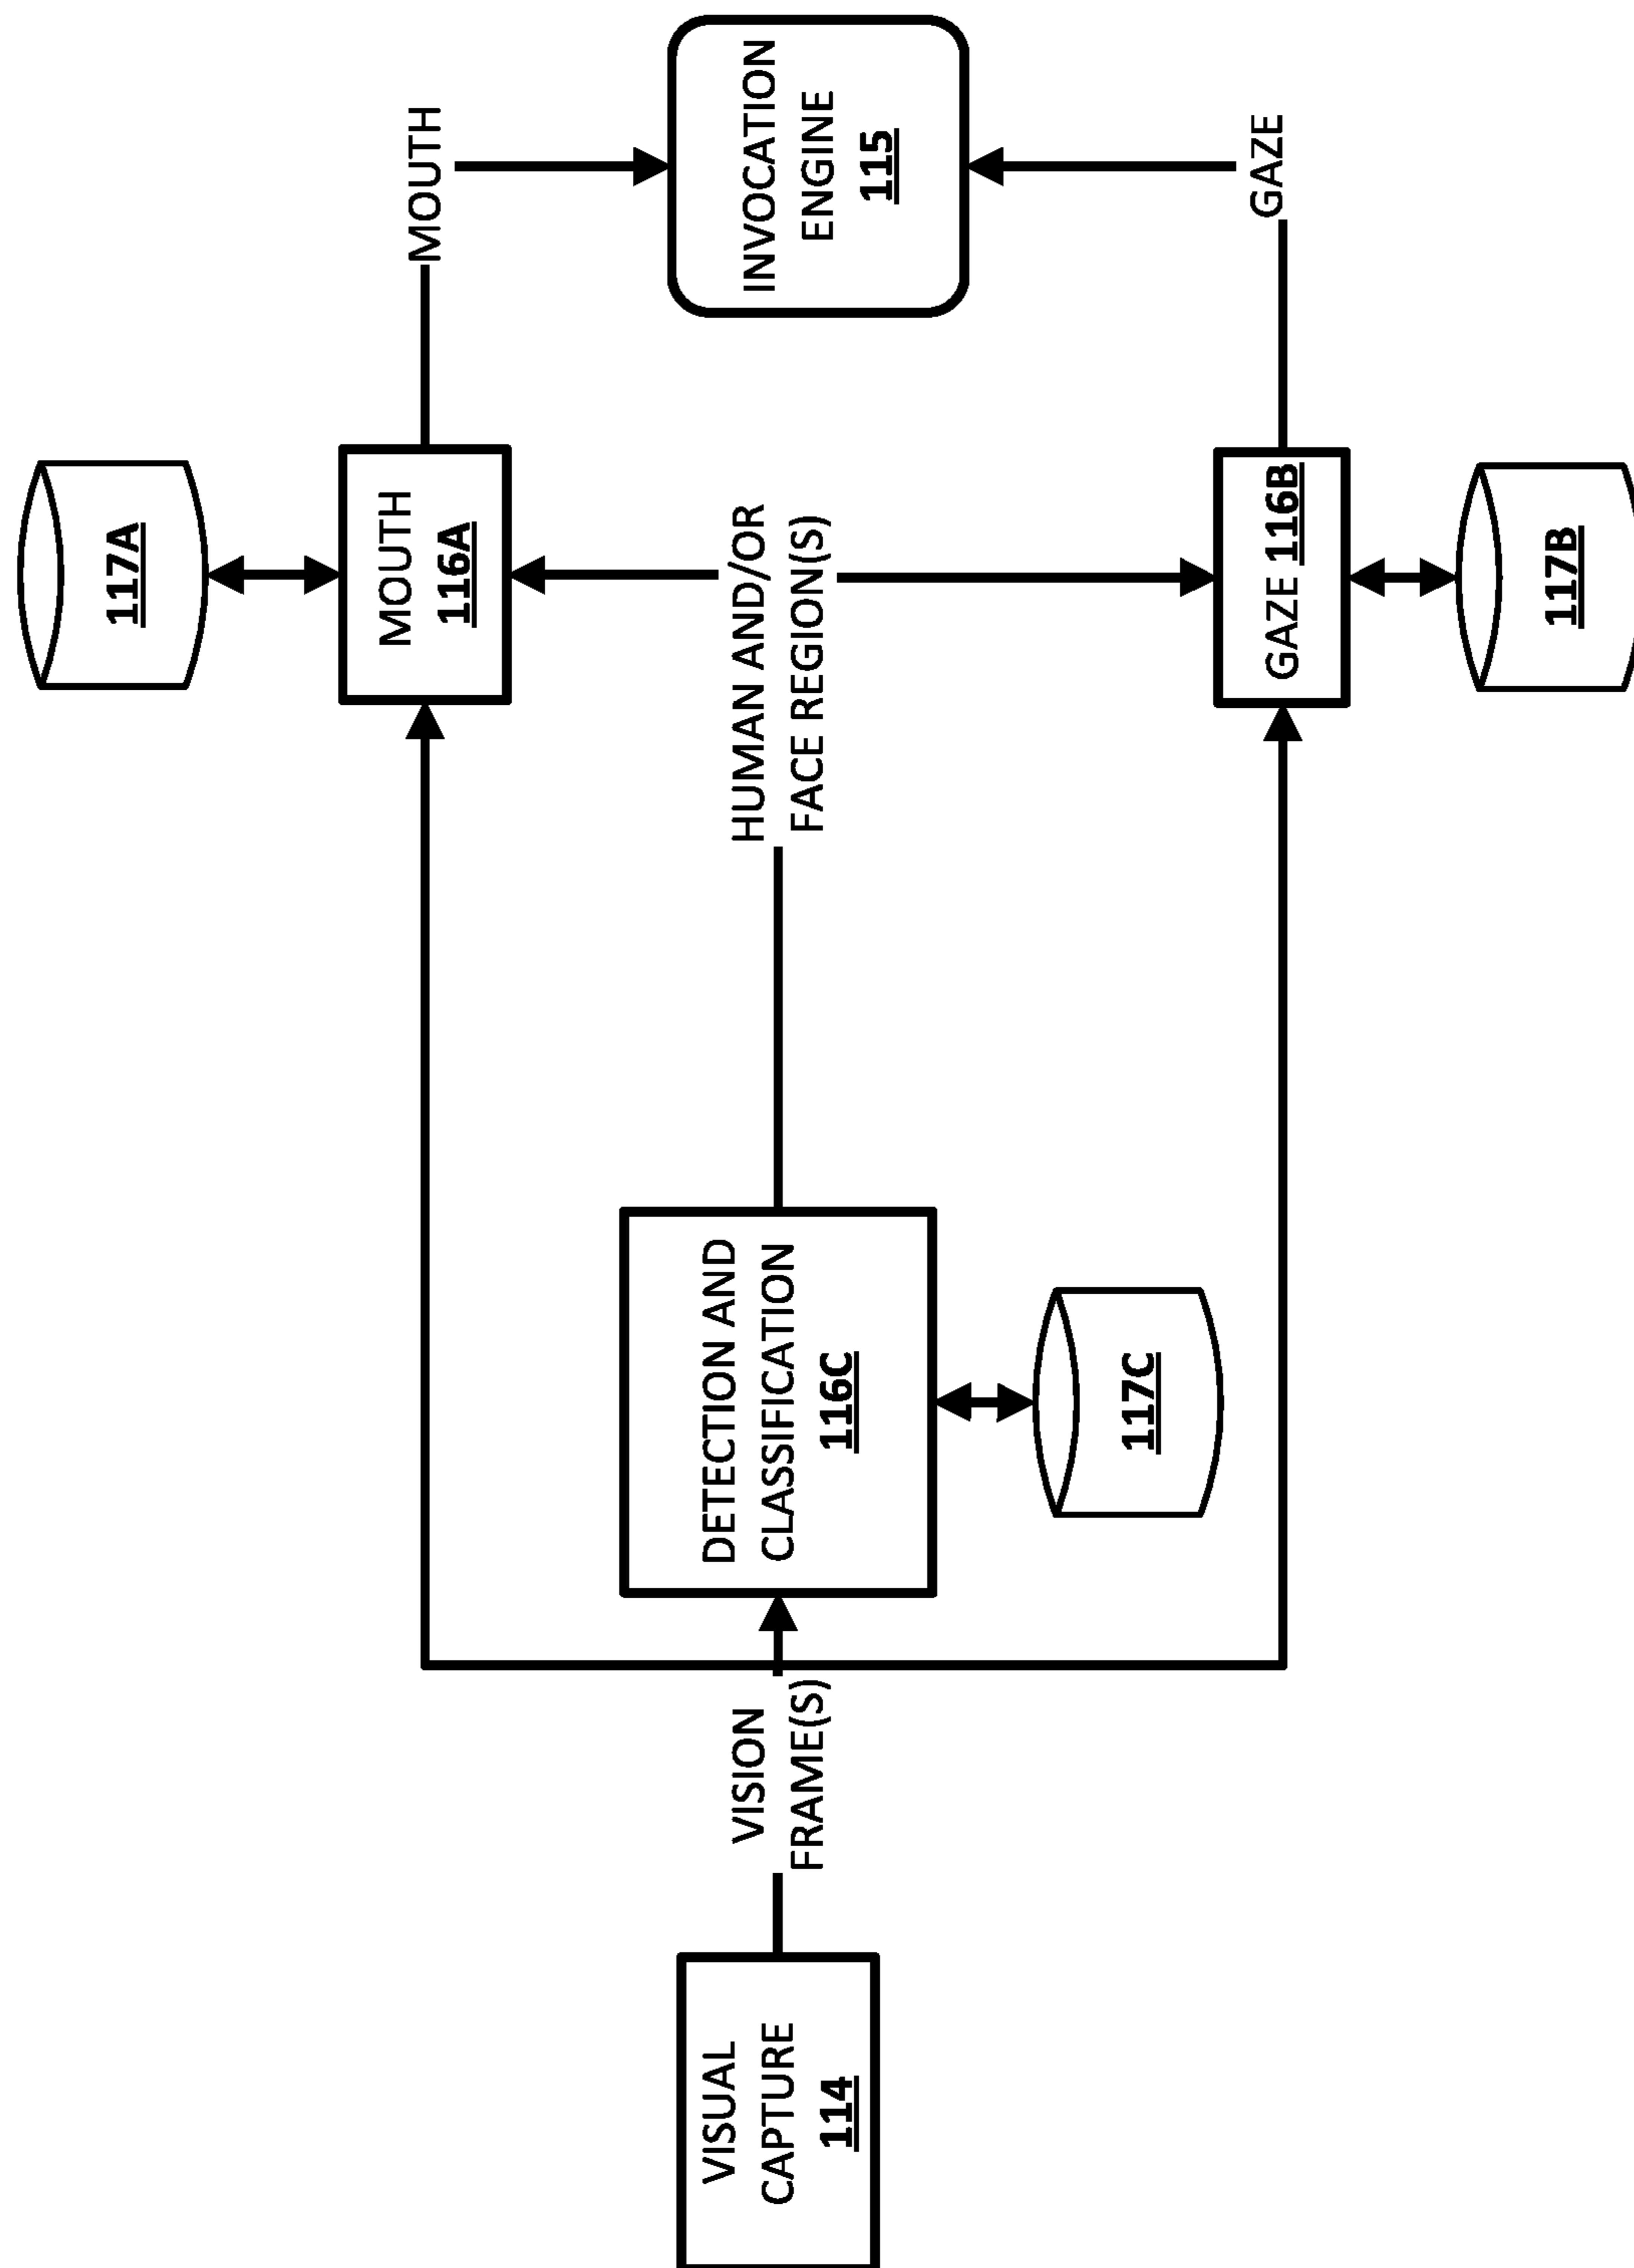 VISUAL
CAPTURE
114
VISION
FRAME(S)
DETECTION AND
CLASSIFICATION
116C
117C
HUMAN AND/OR
FACE REGION(S)
117A
MOUTH
116A
GAZE 116B
117B
MOUTH
INVOCATION
ENGINE
115
GAZE